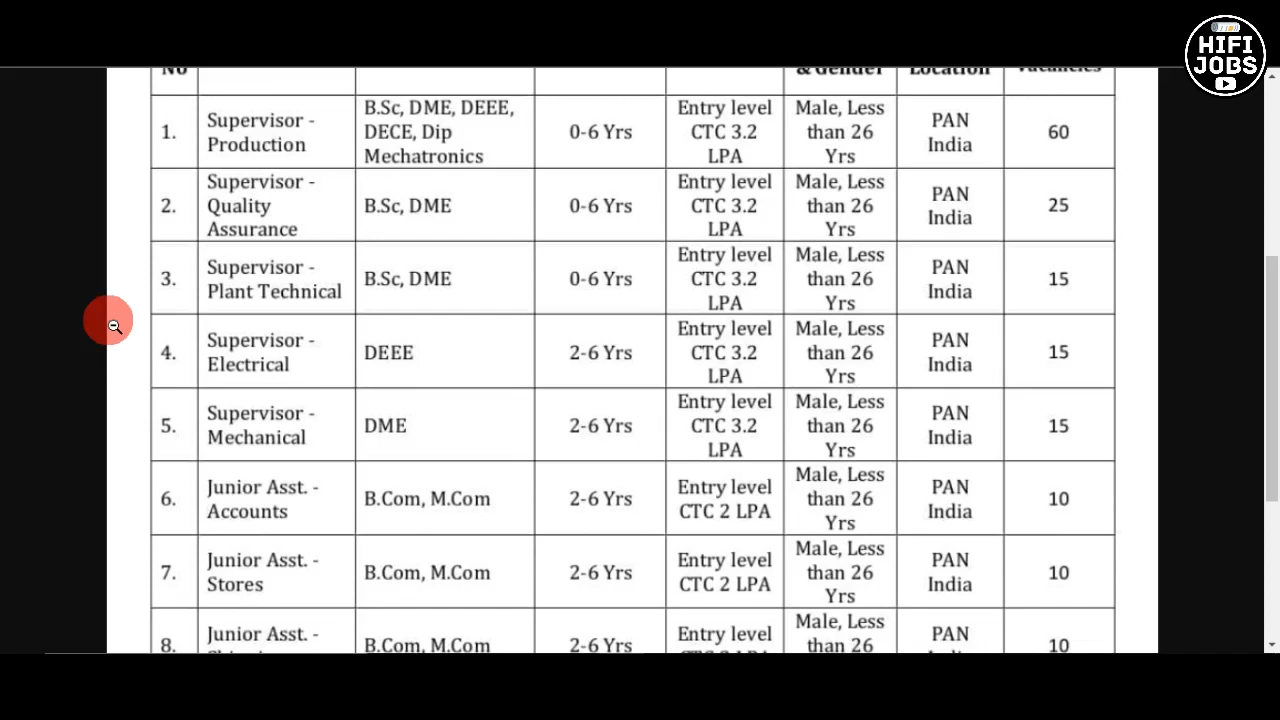 HIFI
JOBS
No
& Gender
Location
Vacancies
1.
Supervisor -
Production
B.Sc, DME, DEEE,
DECE, Dip
Mechatronics
0-6 Yrs
Entry level
CTC 3.2
LPA
Male, Less
than 26
Yrs
PAN
India
60
2.
Supervisor -
Quality
Assurance
B.Sc, DME
0-6 Yrs
Entry level
CTC 3.2
LPA
Male, Less
than 26
Yrs
PAN
India
25
3.
Supervisor -
Plant Technical
B.Sc, DME
0-6 Yrs
Entry level
CTC 3.2
LPA
Male, Less
than 26
Yrs
PAN
India
15
4.
Supervisor -
Electrical
DEEE
2-6 Yrs
Entry level
CTC 3.2
LPA
Male, Less
than 26
Yrs
PAN
India
15
5.
Supervisor -
Mechanical
DME
2-6 Yrs
Entry level
CTC 3.2
LPA
Male, Less
than 26
Yrs
PAN
India
15
6.
Junior Asst. -
Accounts
B.Com, M.Com
2-6 Yrs
Entry level
CTC 2 LPA
Male, Less
than 26
Yrs
PAN
India
10
7.
Junior Asst. -
Stores
B.Com, M.Com
2-6 Yrs
Entry level
CTC 2 LPA
Male, Less
than 26
Yrs
PAN
India
10
8.
Junior Asst. -
B.Com, M.Com
2-6 Yrs
Entry level
Male, Less
than 26
PAN
10